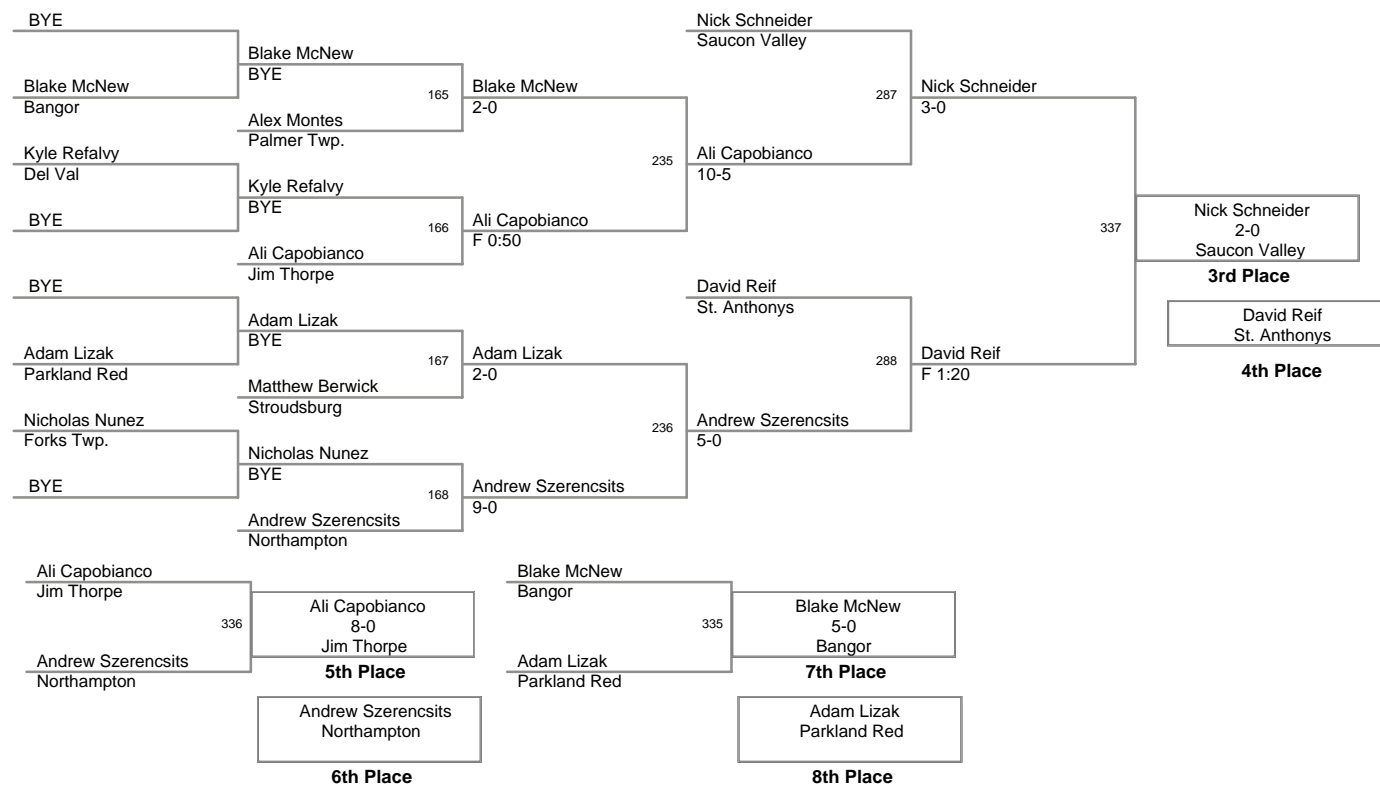 BYE
Blake McNew
Bangor
Kyle Refalvy
Del Val
BYE
BYE
Adam Lizak
Parkland Red
Nicholas Nunez
Forks Twp.
BYE
Blake McNew
BYE
165
Alex Montes
Palmer Twp.
Kyle Refalvy
BYE
166
Ali Capobianco
Jim Thorpe
Adam Lizak
BYE
167
Matthew Berwick
Stroudsburg
Nicholas Nunez
BYE
168
Andrew Szerencsits
Northampton
Blake McNew
2-0
235
Ali Capobianco
F 0:50
Adam Lizak
2-0
236
Andrew Szerencsits
9-0
Nick Schneider
Saucon Valley
287
Ali Capobianco
10-5
David Reif
St. Anthonys
288
Andrew Szerencsits
5-0
Nick Schneider
3-0
337
David Reif
F 1:20
Nick Schneider
2-0
Saucon Valley
3rd Place
David Reif
St. Anthonys
4th Place
Ali Capobianco
Jim Thorpe
336
Andrew Szerencsits
Northampton
Ali Capobianco
8-0
Jim Thorpe
5th Place
Andrew Szerencsits
Northampton
6th Place
Blake McNew
Bangor
335
Adam Lizak
Parkland Red
Blake McNew
5-0
Bangor
7th Place
Adam Lizak
Parkland Red
8th Place